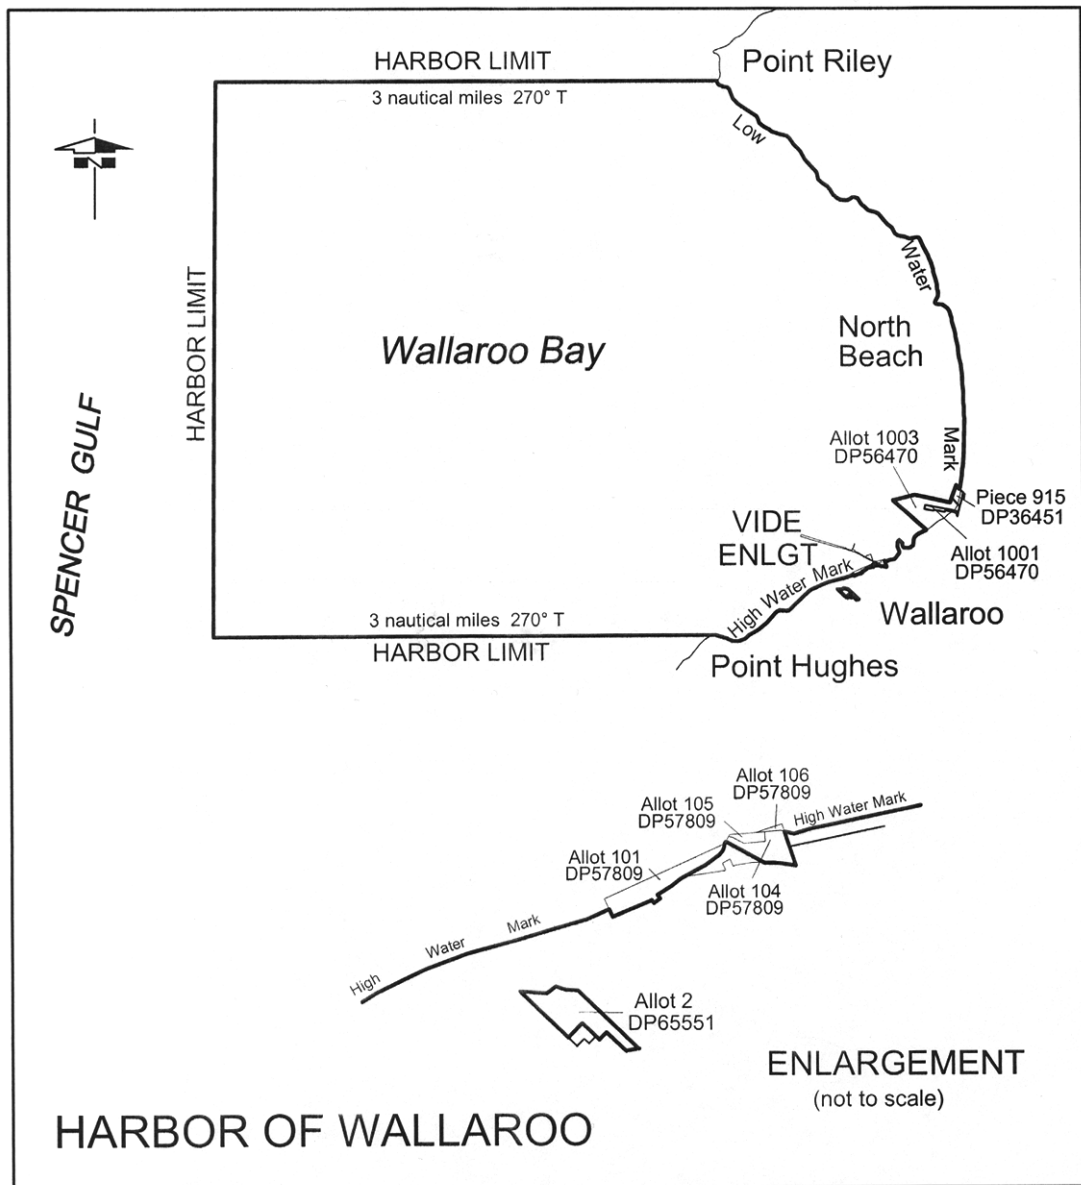 HARBOR LIMIT
3 nautical miles 270° T
Point Riley
Low
Water
Mark
N
HARBOR LIMIT
SPENCER GULF
Wallaroo Bay
North
Beach
Allot 1003
DP56470
Piece 915
DP36451
Allot 1001
DP56470
VIDE
ENLGT
High Water Mark
Wallaroo
3 nautical miles 270° T
HARBOR LIMIT
Point Hughes
Allot 106
DP57809
Allot 105
DP57809
High Water Mark
Allot 101
DP57809
Allot 104
DP57809
High Water Mark
Allot 2
DP65551
ENLARGEMENT
(not to scale)
HARBOR OF WALLAROO